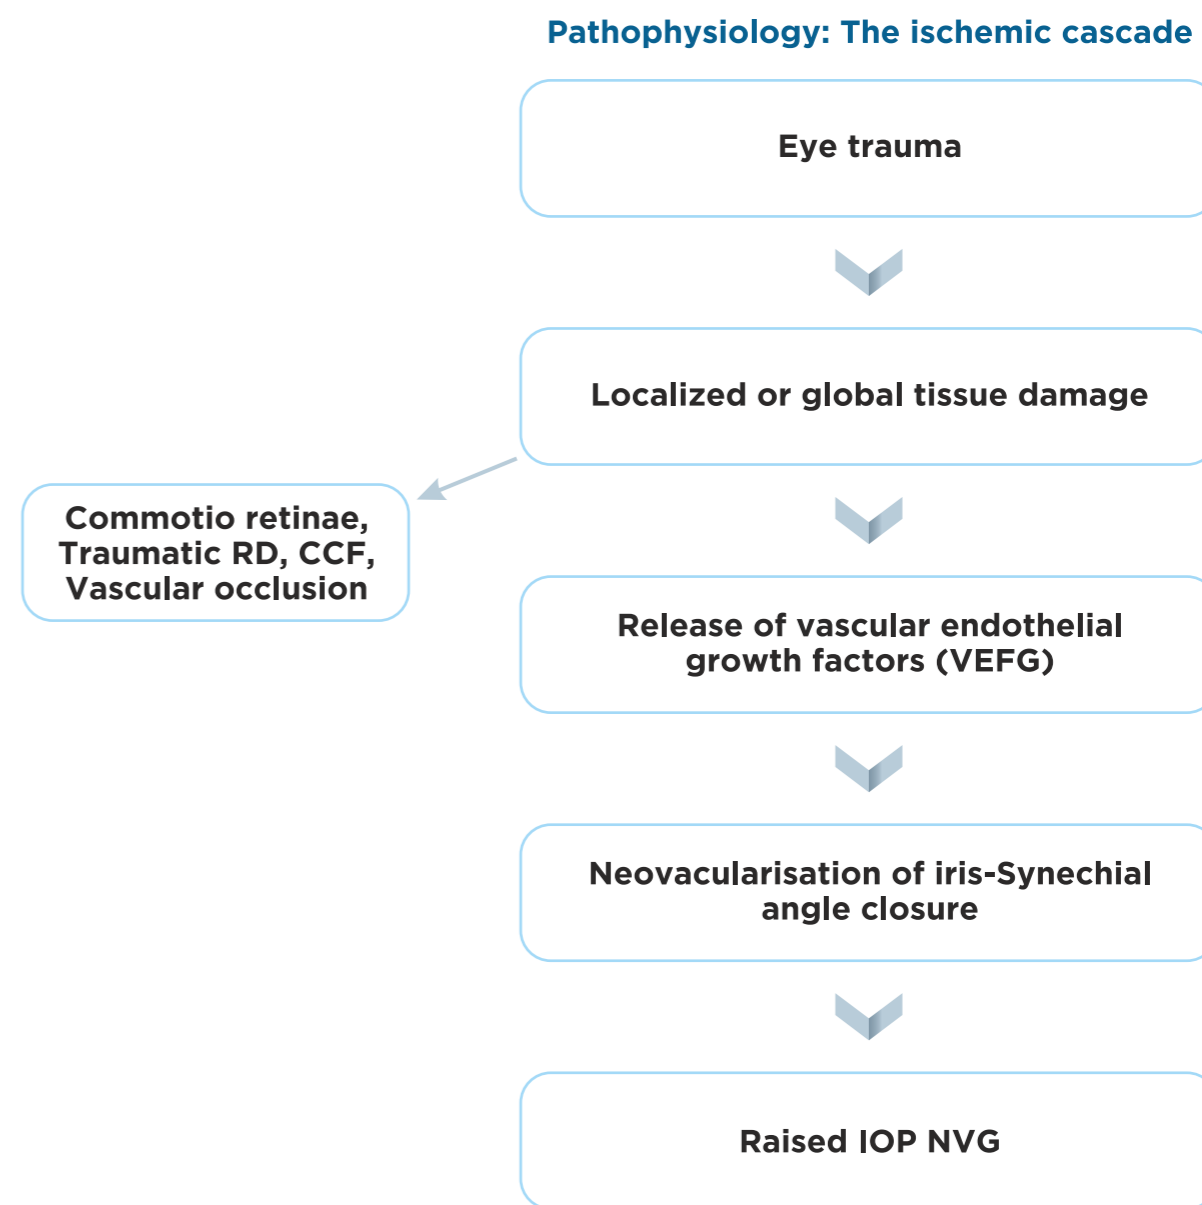 Pathophysiology: The ischemic cascade
Eye trauma
Localized or global tissue damage
Commotio retinae,
Traumatic RD, CCF,
Vascular occlusion
Release of vascular endothelial
growth factors (VEFG)
Neovacularisation of iris-Synechial
angle closure
Raised IOP NVG